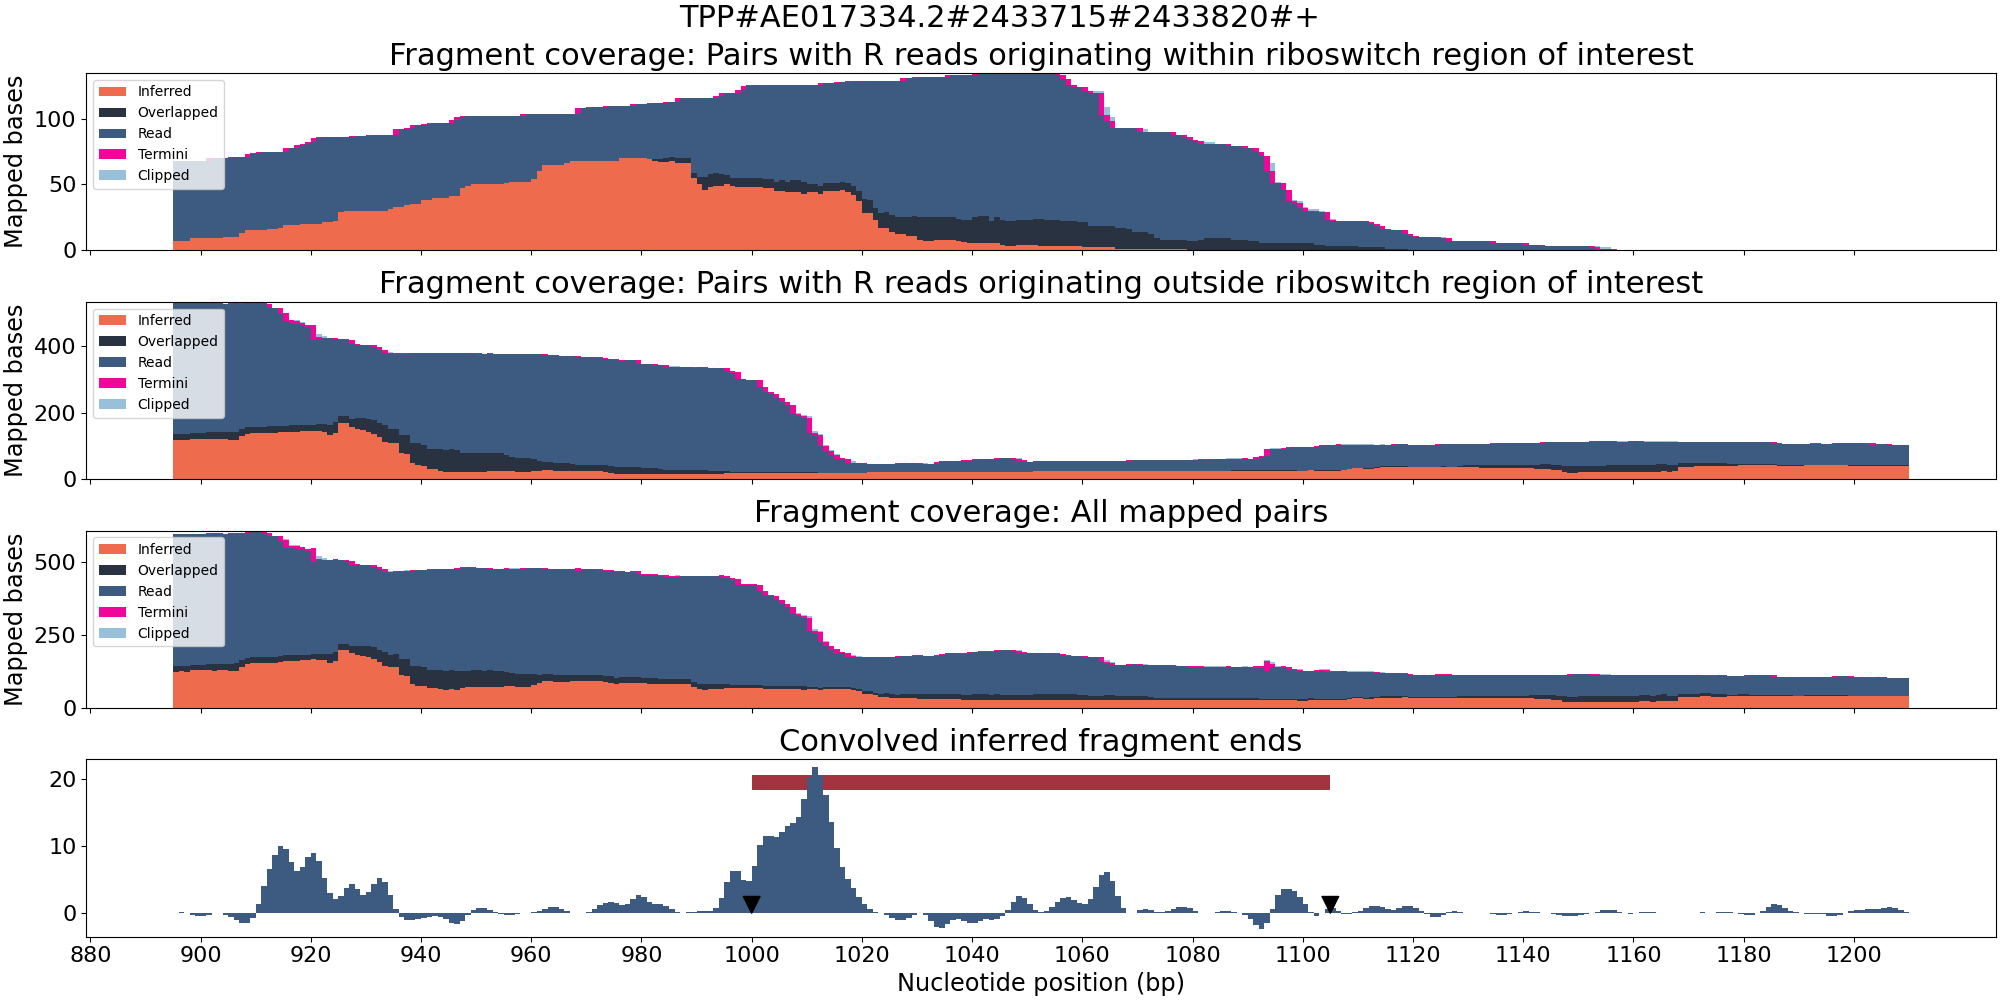 TPP#AE017334.2#2433715#2433820#+
Fragment coverage: Pairs with R reads originating within riboswitch region of interest
Mapped bases
100
50
0
Inferred
Overlapped
Read
Termini
Clipped
Fragment coverage: Pairs with R reads originating outside riboswitch region of interest
Mapped bases
400
200
0
Inferred
Overlapped
Read
Termini
Clipped
Fragment coverage: All mapped pairs
Mapped bases
500
250
0
Inferred
Overlapped
Read
Termini
Clipped
Convolved inferred fragment ends
20
10
0
880 900 920 940 960 980 1000 1020 1040 1060 1080 1100 1120 1140 1160 1180 1200
Nucleotide position (bp)